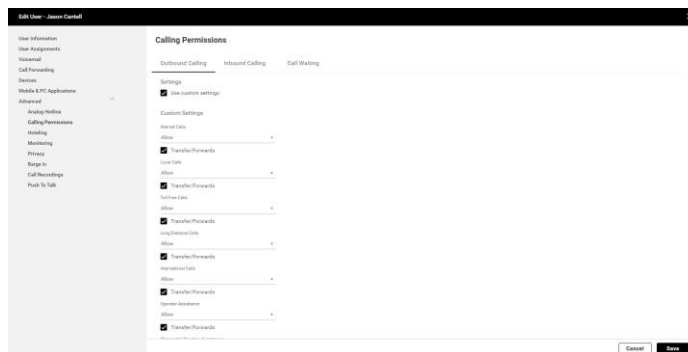 Edit User - Jason Cantell
User Information
User Assignments
Voicemail
Call Forwarding
Devices
Mobile & PC Applications
Advanced
Analog Hotline
Calling Permissions
Hoteling
Monitoring
Privacy
Barge In
Call Recordings
Push To Talk
Calling Permissions
Outbound Calling Inbound Calling Call Waiting
Settings
Use custom settings
Custom Settings
Internal Calls
Allow
Transfer/Forwards
Local Calls
Allow
Transfer/Forwards
Toll Free Calls
Allow
Transfer/Forwards
Long Distance Calls
Allow
Transfer/Forwards
International Calls
Allow
Transfer/Forwards
Operator Assistance
Allow
Transfer/Forwards
Cancel Save